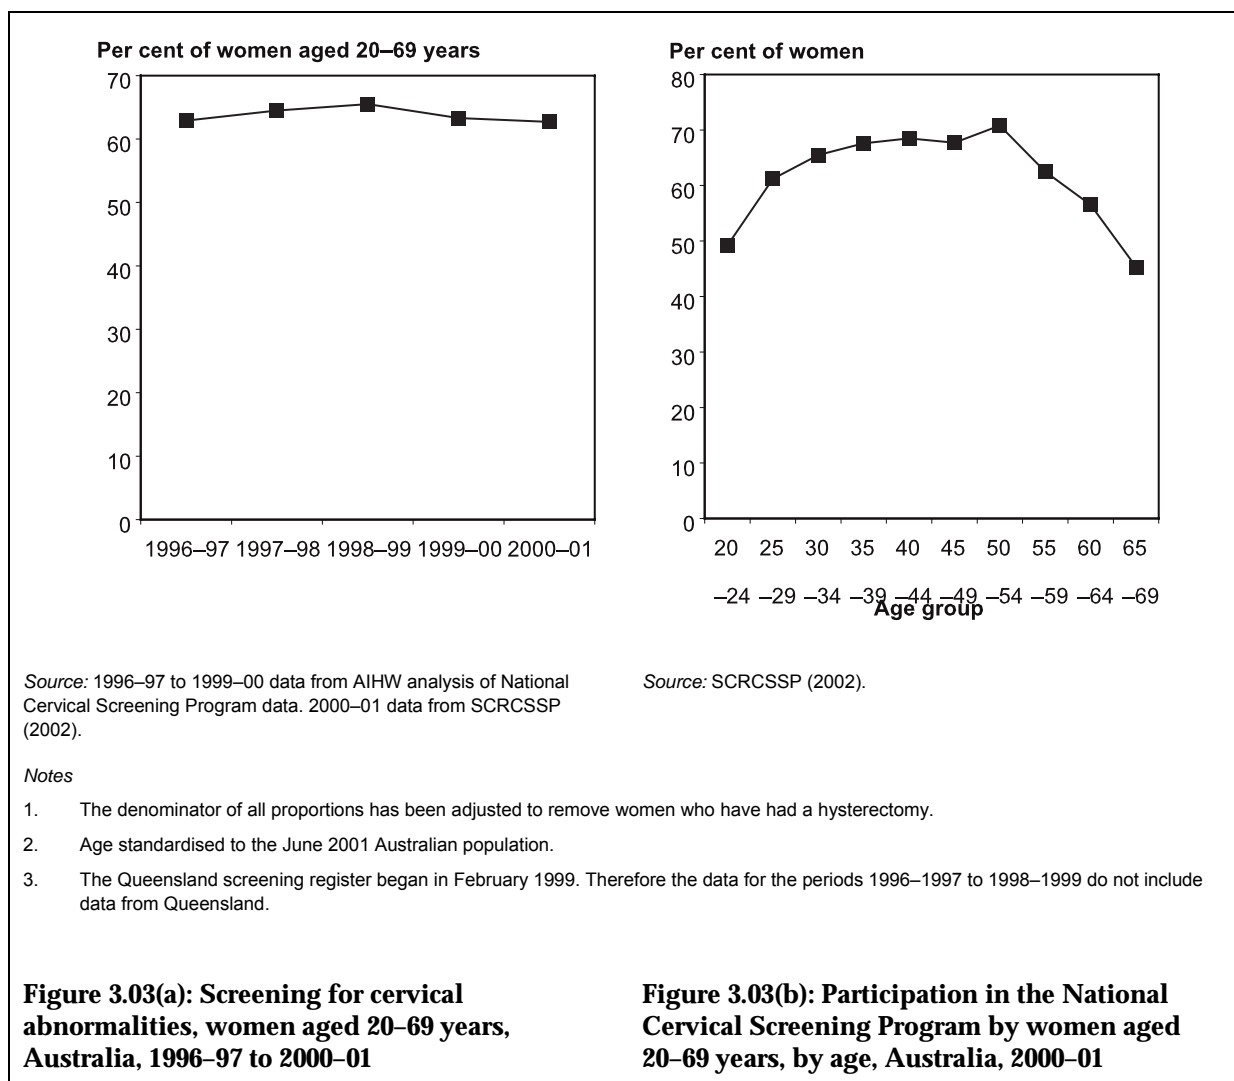 Per cent of women aged 20–69 years
70
60
50
40
30
20
10
0
1996–97 1997–98 1998–99 1999–00 2000–01
Per cent of women
80
70
60
50
40
30
20
10
0
20 25 30 35 40 45 50 55 60 65
–24 –29 –34 –39 –44 –49 –54 –59 –64 –69
Age group
Source: 1996–97 to 1999–00 data from AIHW analysis of National
Cervical Screening Program data. 2000–01 data from SCRCSSP
(2002).
Source: SCRCSSP (2002).
Notes
1. The denominator of all proportions has been adjusted to remove women who have had a hysterectomy.
2. Age standardised to the June 2001 Australian population.
3. The Queensland screening register began in February 1999. Therefore the data for the periods 1996–1997 to 1998–1999 do not include
data from Queensland.
Figure 3.03(a): Screening for cervical
abnormalities, women aged 20–69 years,
Australia, 1996–97 to 2000–01
Figure 3.03(b): Participation in the National
Cervical Screening Program by women aged
20–69 years, by age, Australia, 2000–01